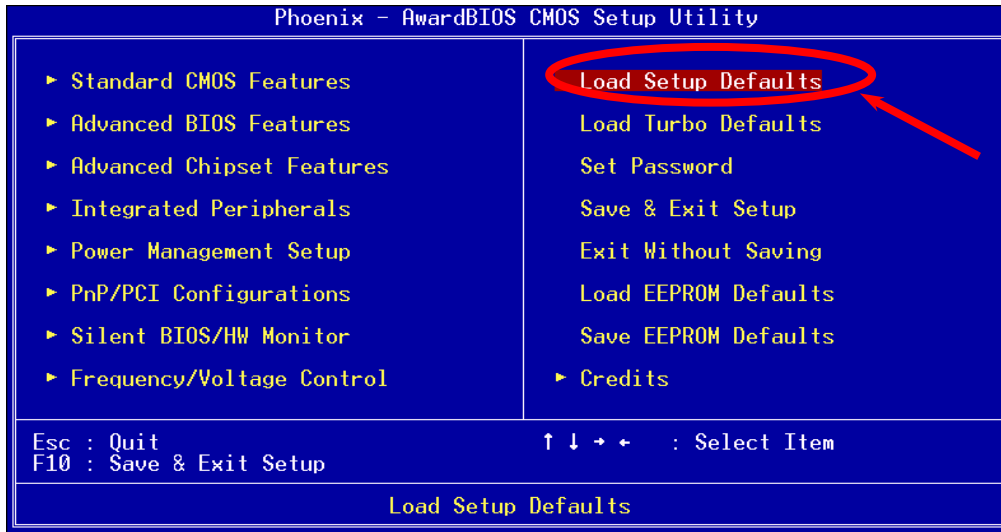 Phoenix - AwardBIOS CMOS Setup Utility
► Standard CMOS Features
► Advanced BIOS Features
► Advanced Chipset Features
► Integrated Peripherals
► Power Management Setup
► PnP/PCI Configurations
► Silent BIOS/HW Monitor
► Frequency/Voltage Control
Load Setup Defaults
Load Turbo Defaults
Set Password
Save & Exit Setup
Exit Without Saving
Load EEPROM Defaults
Save EEPROM Defaults
► Credits
Esc : Quit
F10 : Save & Exit Setup
↑ ↓ → ← : Select Item
Load Setup Defaults